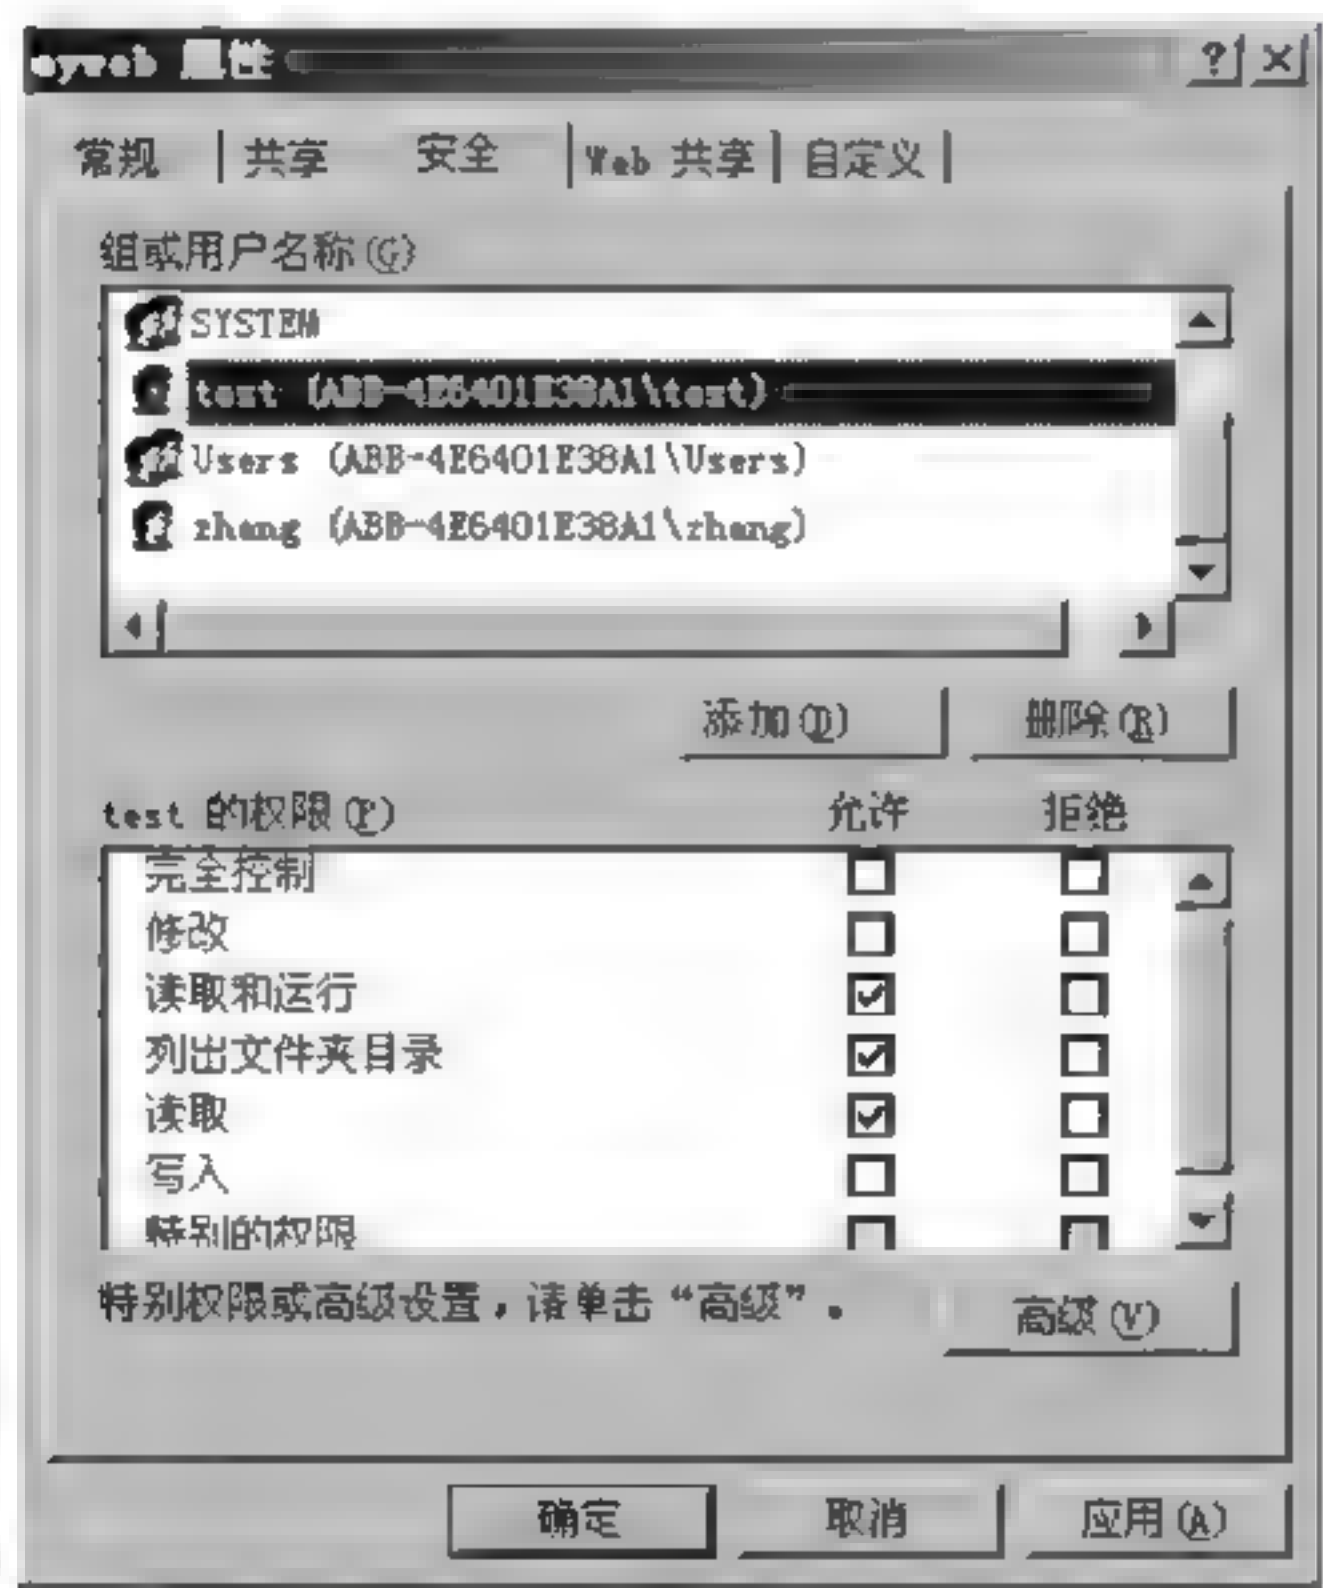 属性
常规 共享 安全 Web 共享 自定义
组或用户名称(G)
SYSTEM
test (ABB-4E6401E38A1\test)
Users (ABB-4E6401E38A1\Users)
zhang (ABB-4E6401E38A1\zhang)
添加(D) 删除(R)
test 的权限(P) 允许 拒绝
完全控制
修改
读取和运行
列出文件夹目录
读取
写入
特别的权限
特别权限或高级设置，请单击“高级”。 高级(V)
确定 取消 应用(A)